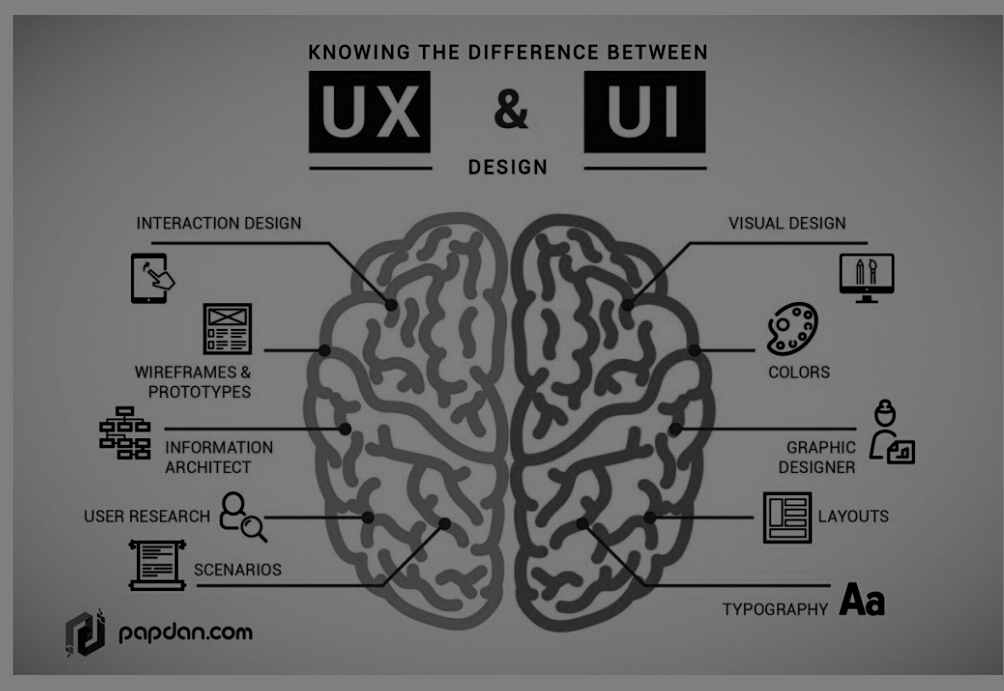 KNOWING THE DIFFERENCE BETWEEN
UX & UI
DESIGN
INTERACTION DESIGN
WIREFRAMES &
PROTOTYPES
INFORMATION
ARCHITECT
USER RESEARCH
SCENARIOS
VISUAL DESIGN
COLORS
GRAPHIC
DESIGNER
LAYOUTS
TYPOGRAPHY Aa
papdan.com